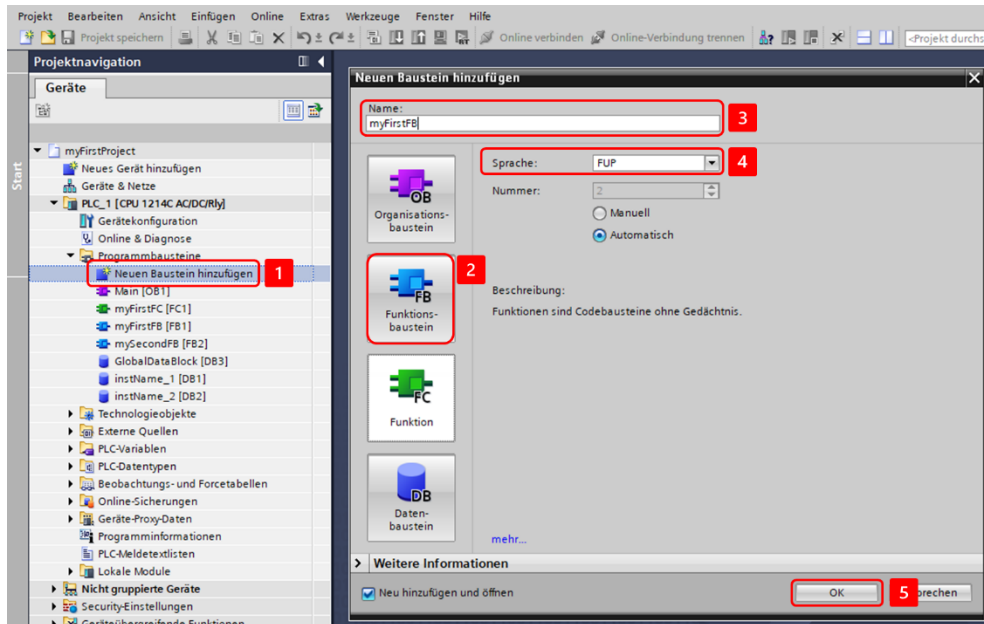 Projekt Bearbeiten Ansicht Einfügen Online Extras Werkzeuge Fenster Hilfe
Projekt speichern Online verbinden Online-Verbindung trennen <Projekt durchs
Projektnavigation
Geräte
Start
myFirstProject
Neues Gerät hinzufügen
Geräte & Netze
PLC_1 [CPU 1214C AC/DC/Rly]
Gerätekonfiguration
Online & Diagnose
Programmbausteine
Neuen Baustein hinzufügen
1
Main [OB1]
myFirstFC [FC1]
myFirstFB [FB1]
mySecondFB [FB2]
GlobalDataBlock [DB3]
instName_1 [DB1]
instName_2 [DB2]
Technologieobjekte
Externe Quellen
PLC-Variablen
PLC-Datentypen
Beobachtungs- und Forcetabellen
Online-Sicherungen
Geräte-Proxy-Daten
Programminformationen
PLC-Meldetextlisten
Lokale Module
Nicht gruppierte Geräte
Security-Einstellungen
Geräteübergreifende Funktionen
Neuen Baustein hinzufügen
Name:
myFirstFB
3
OB
Organisations-
baustein
FB
Funktions-
baustein
2
FC
Funktion
DB
Daten-
baustein
Sprache: FUP
4
Nummer: 2
Manuell
Automatisch
Beschreibung:
Funktionen sind Codebausteine ohne Gedächtnis.
mehr...
> Weitere Informationen
Neu hinzufügen und öffnen
OK
5
brechen